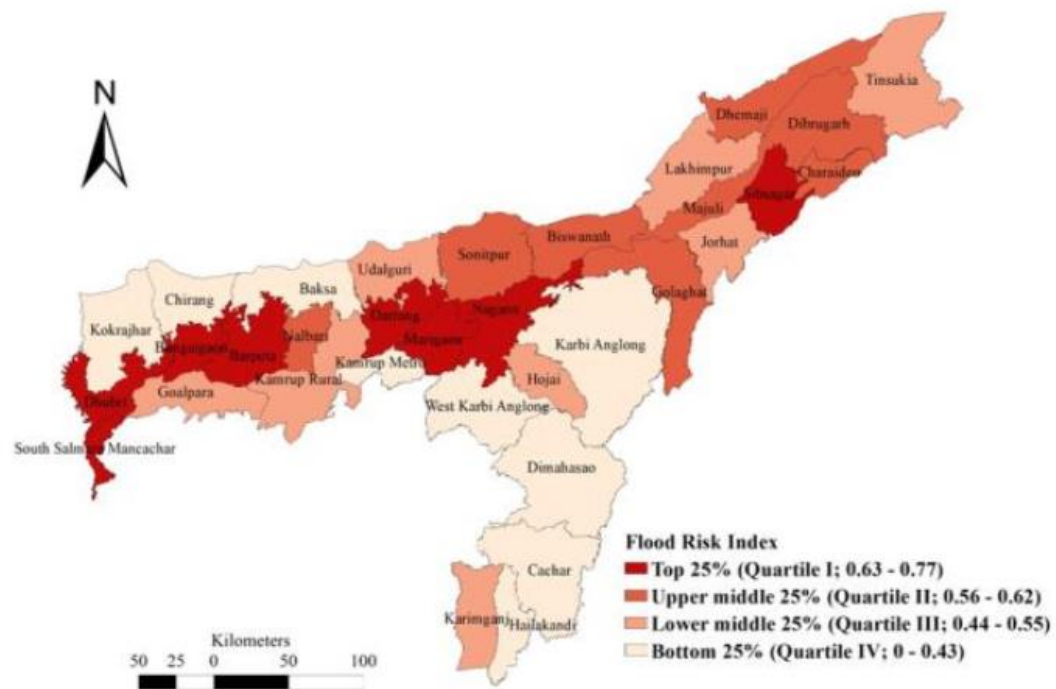 N
Tinsukia
Dhemaji
Dibrugarh
Lakhimpur
Charaideo
Sibsagar
Majuli
Jorhat
Biswanath
Sonitpur
Udalguri
Golaghat
Baksa
Chirang
Nagaon
Darrang
Kokrajhar
Nalbari
Marigaon
Karbi Anglong
Bongaigaon
Barpeta
Kamrup Metro
Kamrup Rural
Hojai
Goalpara
Dhubri
West Karbi Anglong
South Salmara Mancachar
Dimahasao
Flood Risk Index
Top 25% (Quartile I; 0.63 - 0.77)
Cachar
Upper middle 25% (Quartile II; 0.56 - 0.62)
Karimganj
Hailakandi
Lower middle 25% (Quartile III; 0.44 - 0.55)
Bottom 25% (Quartile IV; 0 - 0.43)
Kilometers
50 25 0 50 100